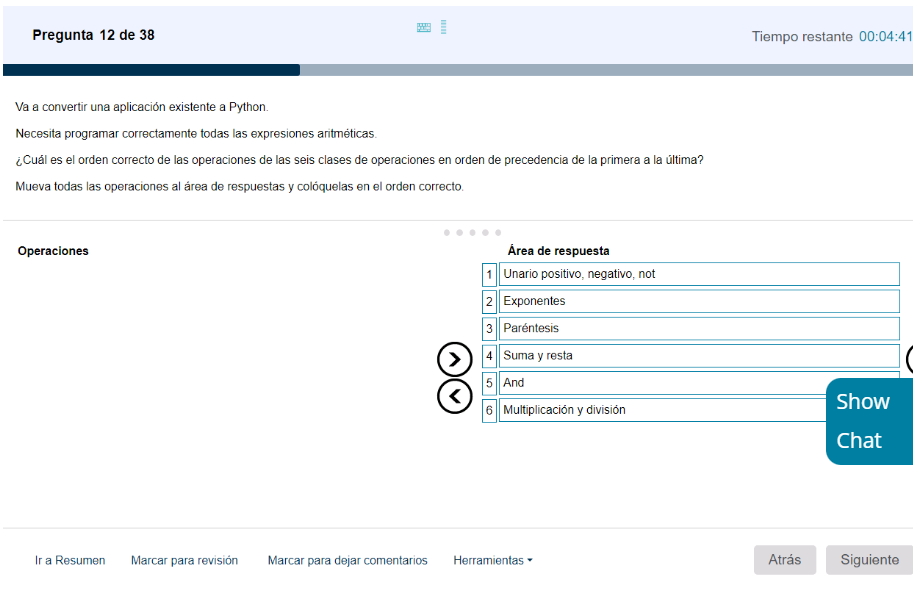 Pregunta 12 de 38
Tiempo restante 00:04:41
Va a convertir una aplicación existente a Python.
Necesita programar correctamente todas las expresiones aritméticas.
¿Cuál es el orden correcto de las operaciones de las seis clases de operaciones en orden de precedencia de la primera a la última?
Mueva todas las operaciones al área de respuestas y colóquelas en el orden correcto.
Operaciones
Área de respuesta
1 Unario positivo, negativo, not
2 Exponentes
3 Paréntesis
4 Suma y resta
5 And
6 Multiplicación y división
Show
Chat
Ir a Resumen
Marcar para revisión
Marcar para dejar comentarios
Herramientas
Atrás
Siguiente